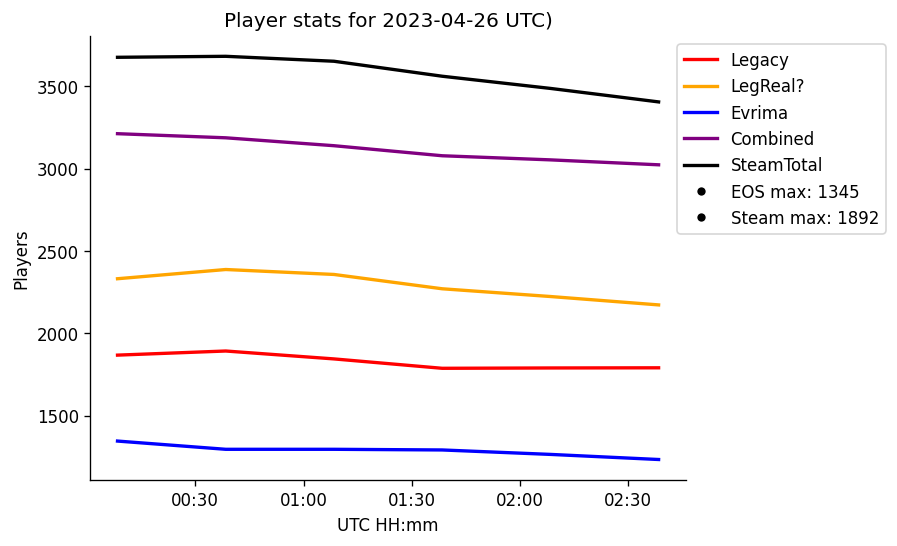 Player stats for 2023-04-26 UTC)
Legacy
LegReal?
Evrima
Combined
SteamTotal
EOS max: 1345
Steam max: 1892
Players
3500
3000
2500
2000
1500
00:30 01:00 01:30 02:00 02:30
UTC HH:mm